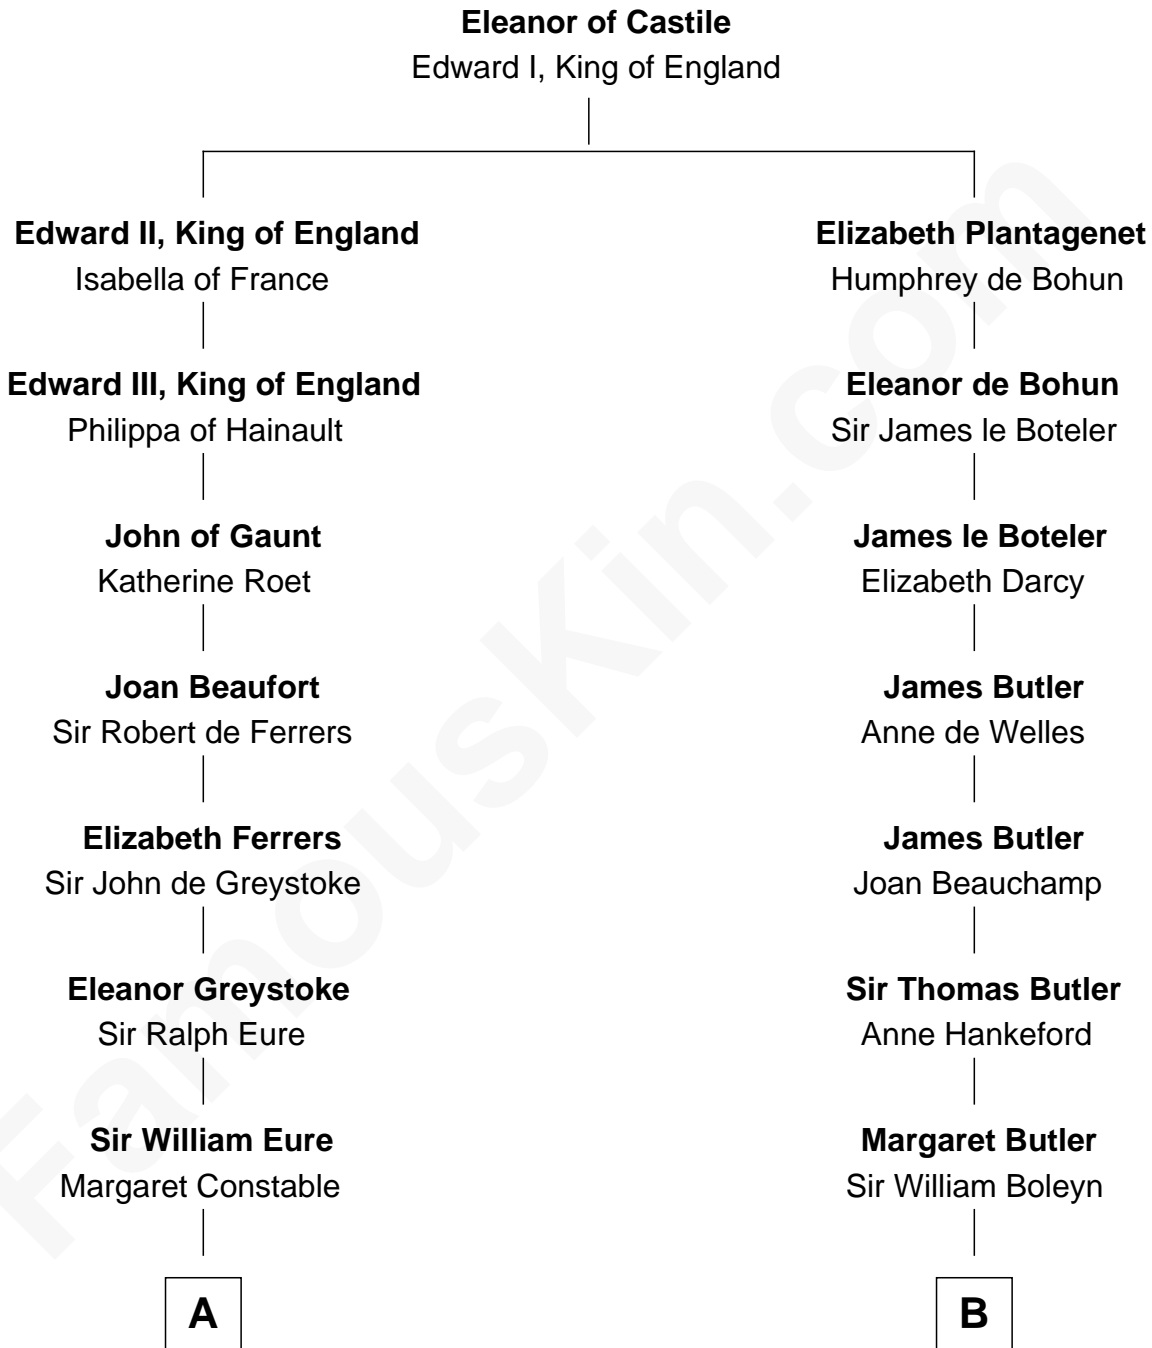 Eleanor of Castile
Edward I, King of England
Edward II, King of England
Isabella of France
Edward III, King of England
Philippa of Hainault
John of Gaunt
Katherine Roet
Joan Beaufort
Sir Robert de Ferrers
Elizabeth Ferrers
Sir John de Greystoke
Eleanor Greystoke
Sir Ralph Eure
Sir William Eure
Margaret Constable
A
Elizabeth Plantagenet
Humphrey de Bohun
Eleanor de Bohun
Sir James le Boteler
James le Boteler
Elizabeth Darcy
James Butler
Anne de Welles
James Butler
Joan Beauchamp
Sir Thomas Butler
Anne Hankeford
Margaret Butler
Sir William Boleyn
B
FamousKin.com